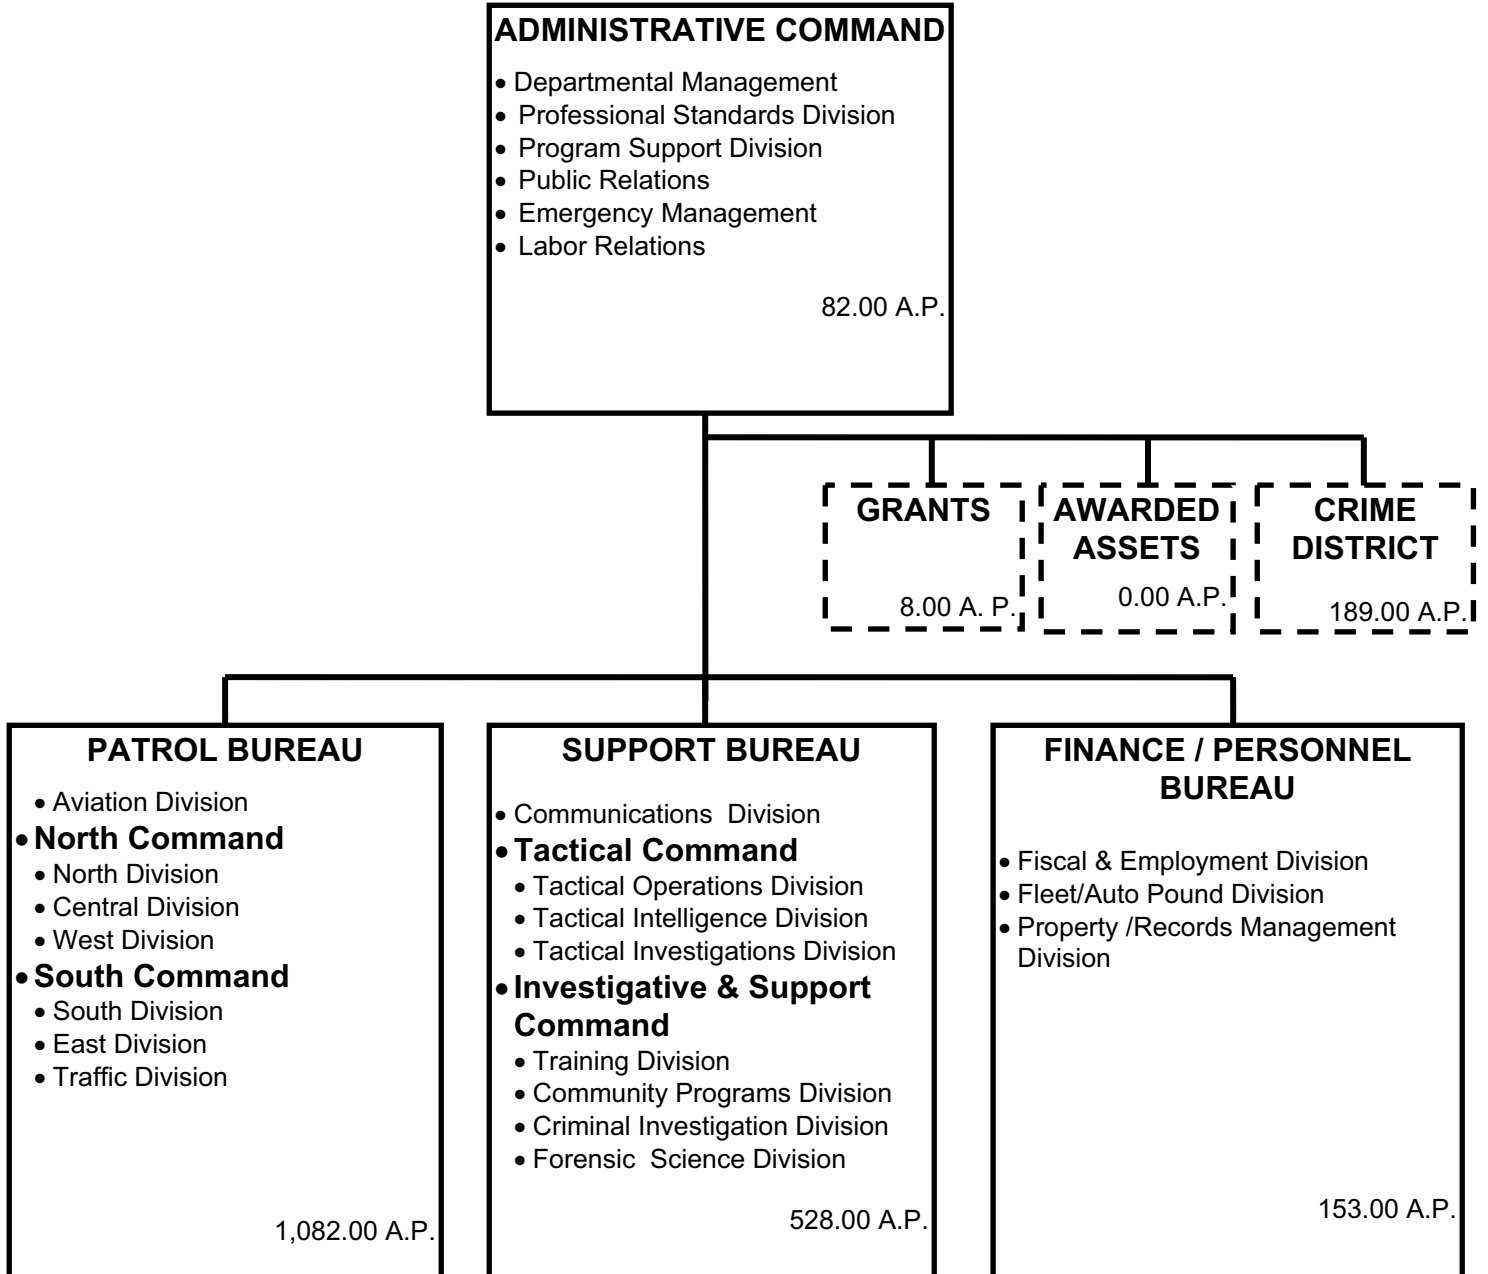 ADMINISTRATIVE COMMAND
• Departmental Management
• Professional Standards Division
• Program Support Division
• Public Relations
• Emergency Management
• Labor Relations
82.00 A.P.
GRANTS
8.00 A. P.
AWARDED
ASSETS
0.00 A.P.
CRIME
DISTRICT
189.00 A.P.
PATROL BUREAU
• Aviation Division
• North Command
• North Division
• Central Division
• West Division
• South Command
• South Division
• East Division
• Traffic Division
1,082.00 A.P.
SUPPORT BUREAU
• Communications Division
• Tactical Command
• Tactical Operations Division
• Tactical Intelligence Division
• Tactical Investigations Division
• Investigative & Support
Command
• Training Division
• Community Programs Division
• Criminal Investigation Division
• Forensic Science Division
528.00 A.P.
FINANCE / PERSONNEL
BUREAU
• Fiscal & Employment Division
• Fleet/Auto Pound Division
• Property /Records Management
Division
153.00 A.P.